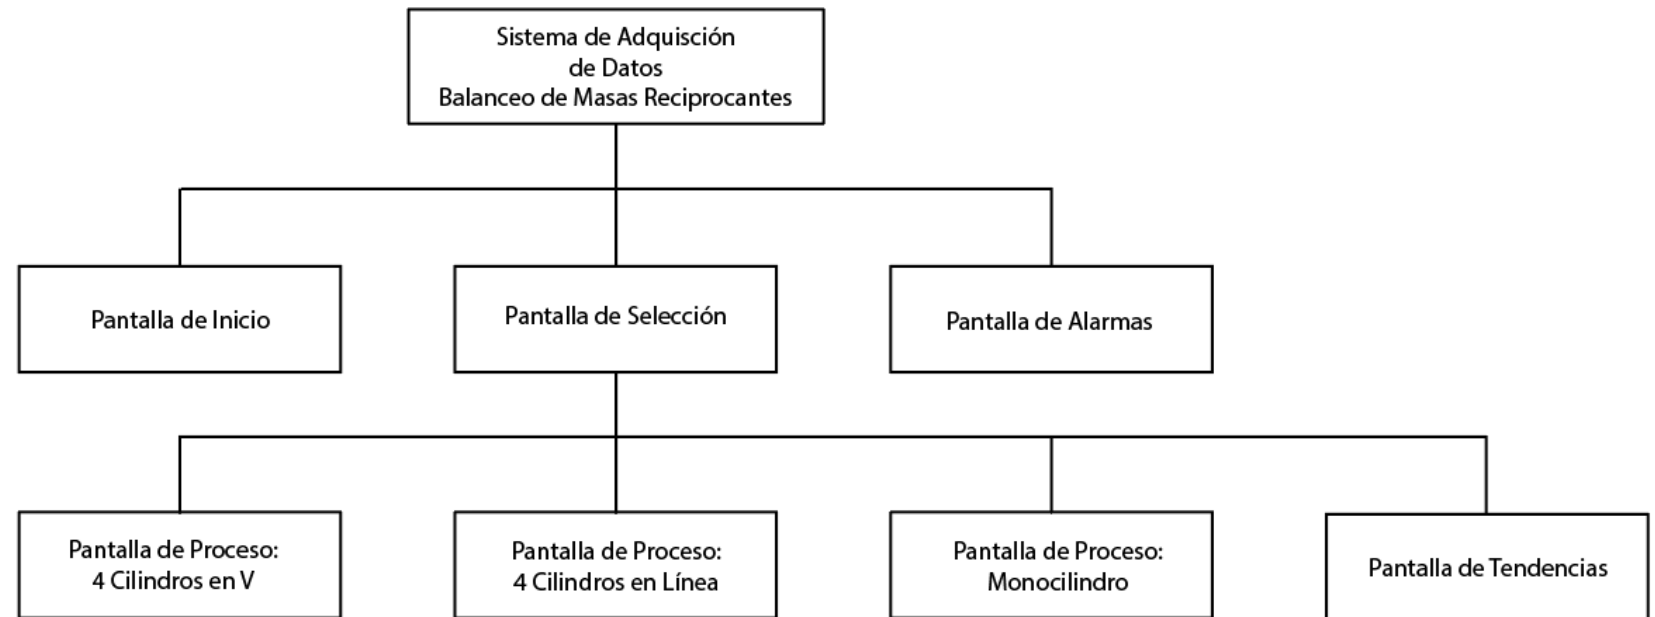 Sistema de Adquisción
de Datos
Balanceo de Masas Reciprocantes
Pantalla de Inicio
Pantalla de Selección
Pantalla de Alarmas
Pantalla de Proceso:
4 Cilindros en V
Pantalla de Proceso:
4 Cilindros en Línea
Pantalla de Proceso:
Monocilindro
Pantalla de Tendencias